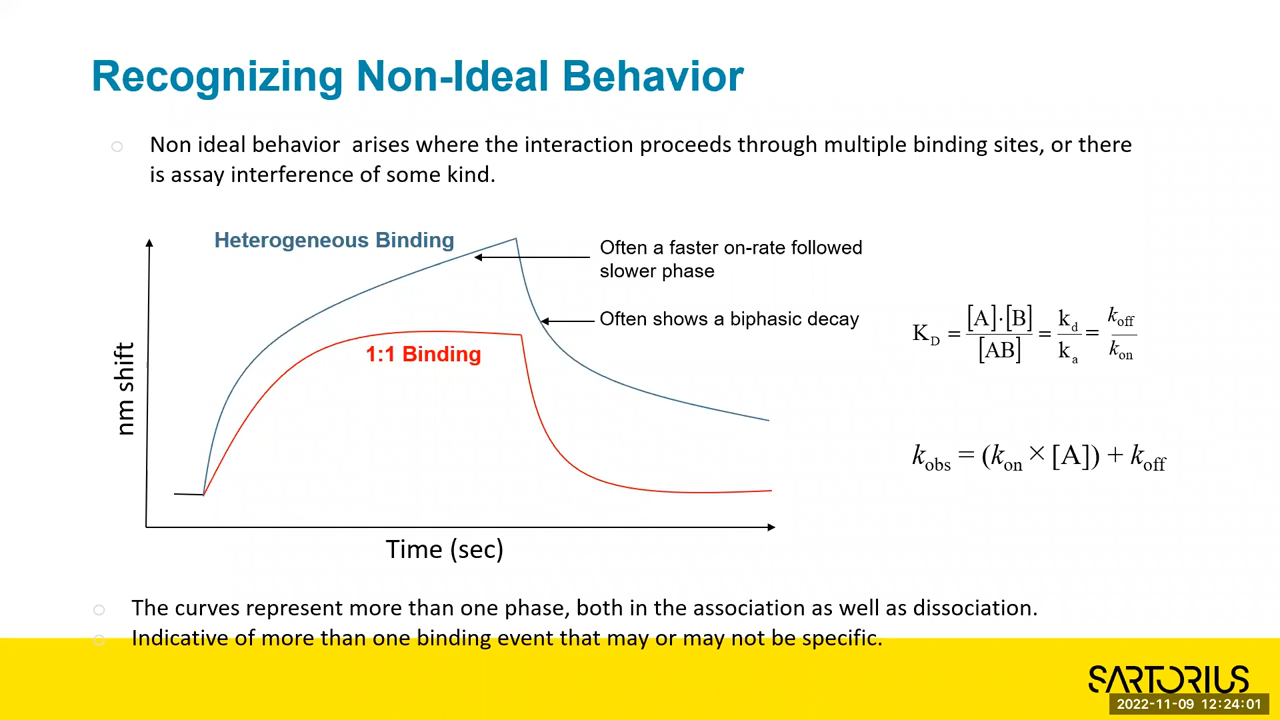 Recognizing Non-Ideal Behavior
Non ideal behavior arises where the interaction proceeds through multiple binding sites, or there
is assay interference of some kind.
Heterogeneous Binding
Often a faster on-rate followed
slower phase
Often shows a biphasic decay
1:1 Binding
nm shift
Time (sec)
K_D = [A]·[B] / [AB] = k_d / k_a = k_off / k_on
k_obs = (k_on × [A]) + k_off
The curves represent more than one phase, both in the association as well as dissociation.
Indicative of more than one binding event that may or may not be specific.
SARTORIUS
2022-11-09 12:24:01